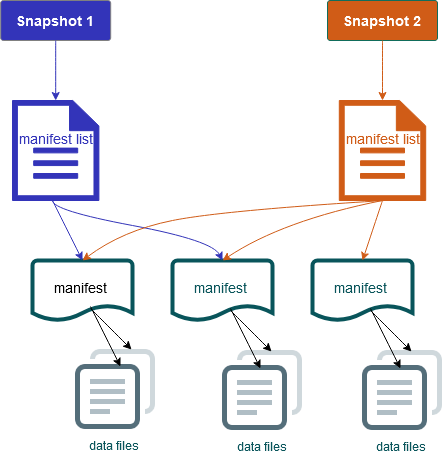 Snapshot 1
Snapshot 2
manifest list
manifest list
manifest
manifest
manifest
data files
data files
data files